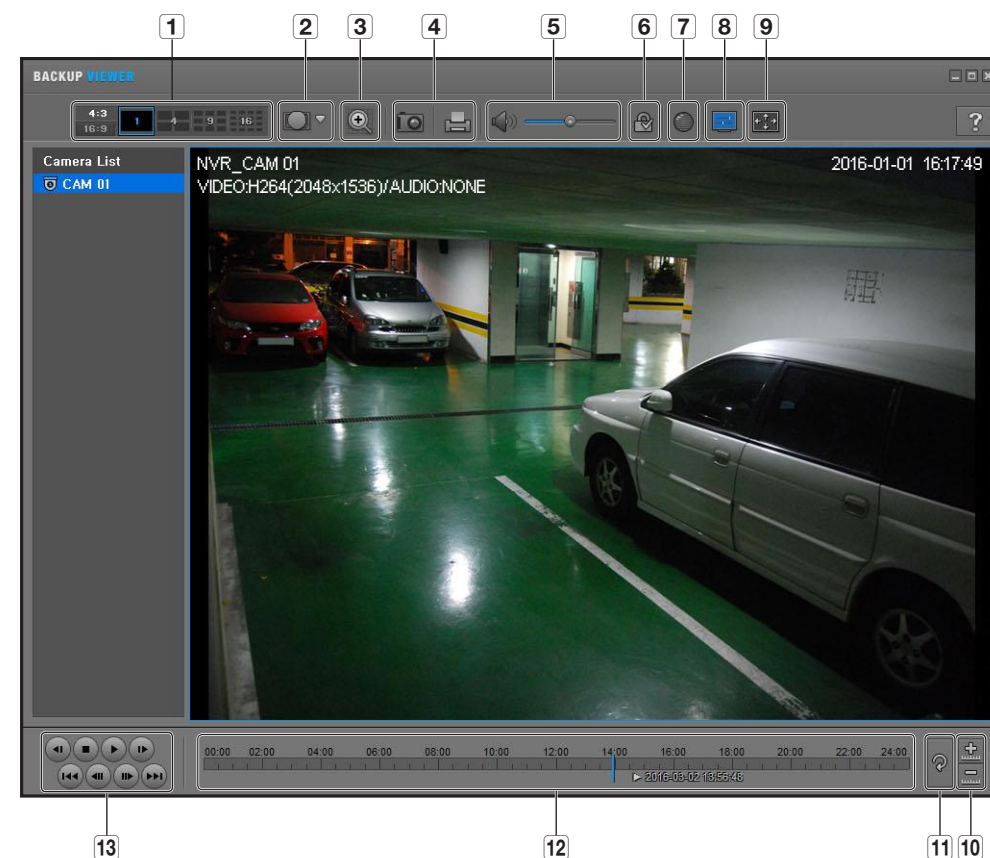 1 2 3 4 5 6 7 8 9
BACKUP VIEWER
4:3 1 4 9 16
16:9
?
Camera List
CAM 01
NVR_CAM 01 2016-01-01 16:17:49
VIDEO:H264(2048x1536)/AUDIO:NONE
00:00 02:00 04:00 06:00 08:00 10:00 12:00 14:00 16:00 18:00 20:00 22:00 24:00
2016-03-02 13:56:48
13 12 11 10